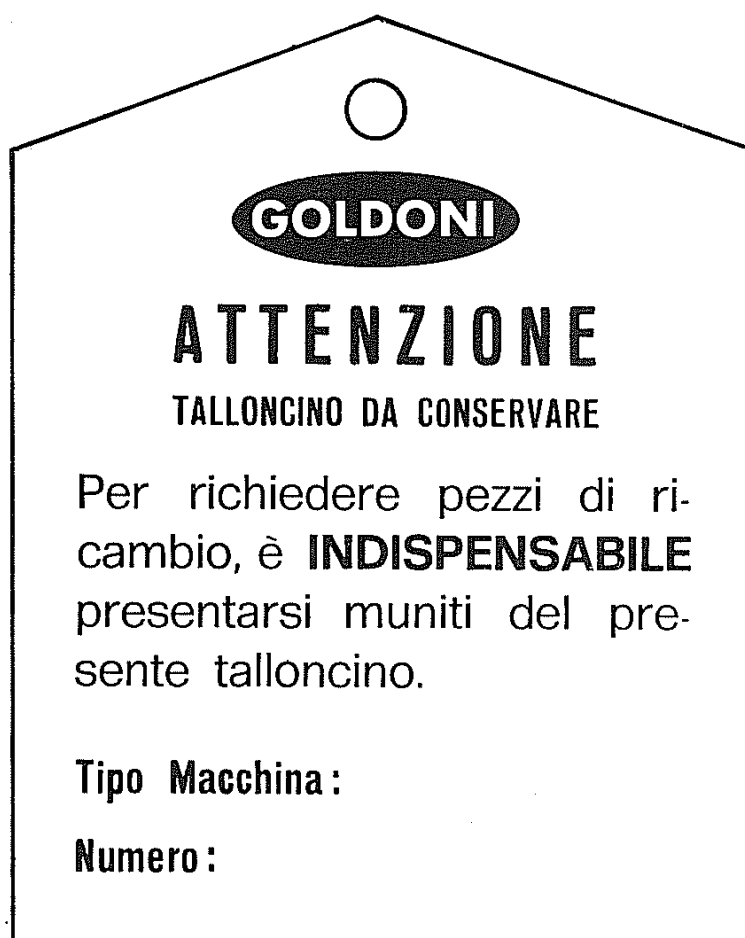 GOLDONI
ATTENZIONE
TALLONCINO DA CONSERVARE
Per richiedere pezzi di ri-
cambio, è INDISPENSABILE
presentarsi muniti del pre-
sente talloncino.
Tipo Macchina:
Numero: